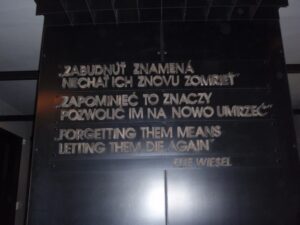 "ZABUDNÚŤ ZNAMENÁ
NECHAŤ ICH ZNOVU ZOMRIEŤ"
"ZAPOMNIEĆ TO ZNACZY
POZWOLIĆ IM NA NOWO UMRZEĆ"
"FORGETTING THEM MEANS
LETTING THEM DIE AGAIN"
ELIE WIESEL